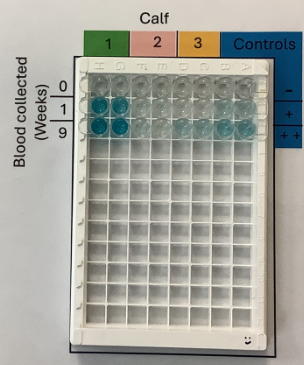 Calf
1 2 3 Controls
Blood collected
(Weeks)
0 -
1 +
9 ++
H G F E D C B A